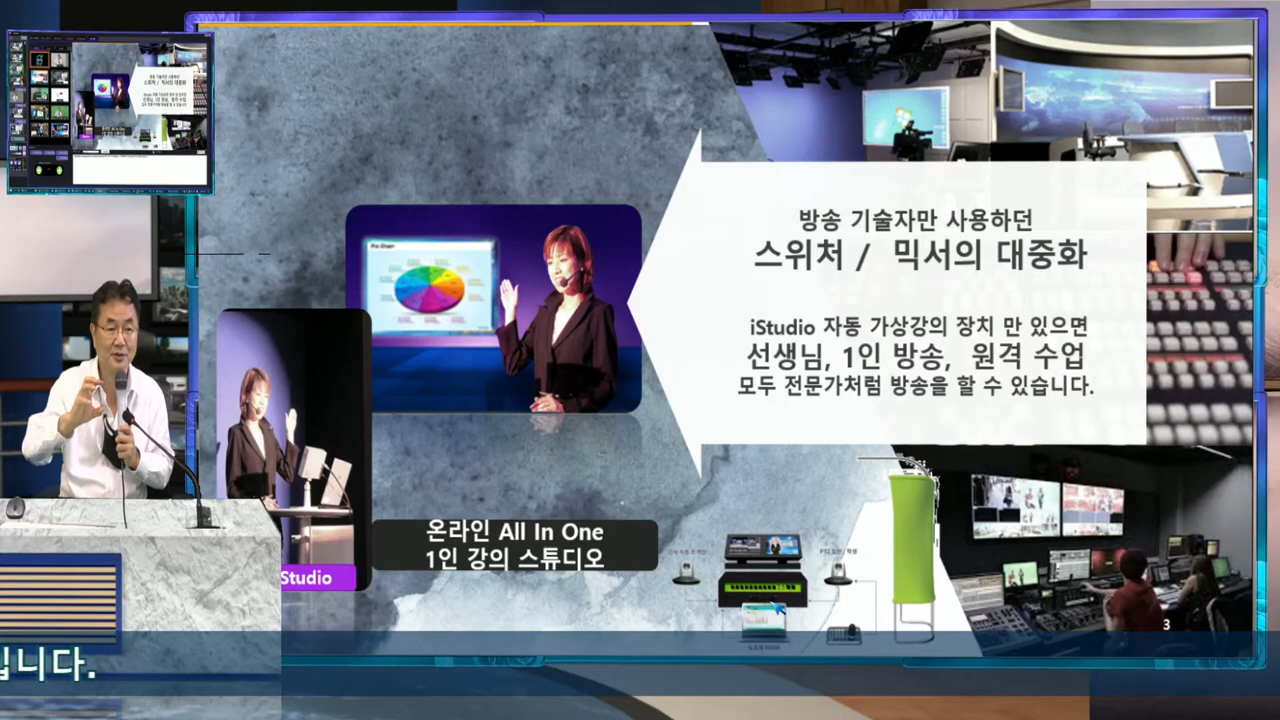 방송 기술자만 사용하던
스위처 / 믹서의 대중화
iStudio 자동 가상강의 장치 만 있으면
선생님, 1인 방송, 원격 수업
모두 전문가처럼 방송을 할 수 있습니다.
온라인 All In One
1인 강의 스튜디오
Studio
3
니다.